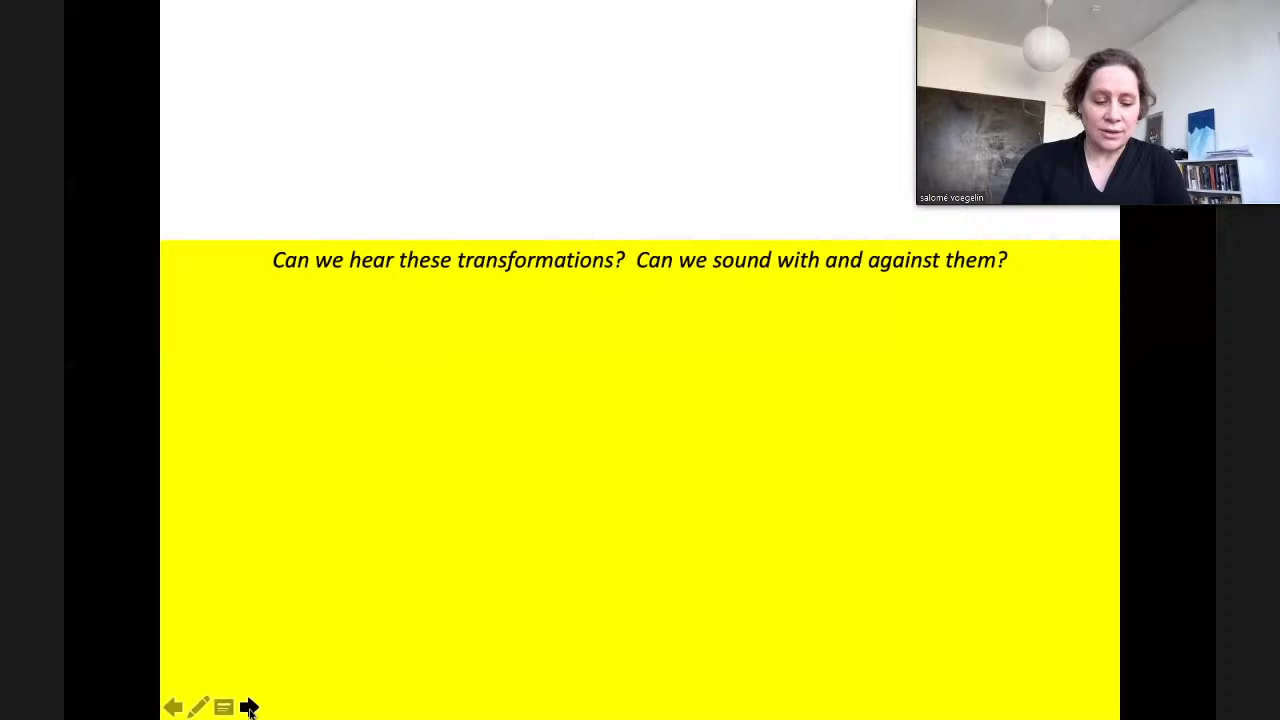 salomé voegelin
Can we hear these transformations?  Can we sound with and against them?